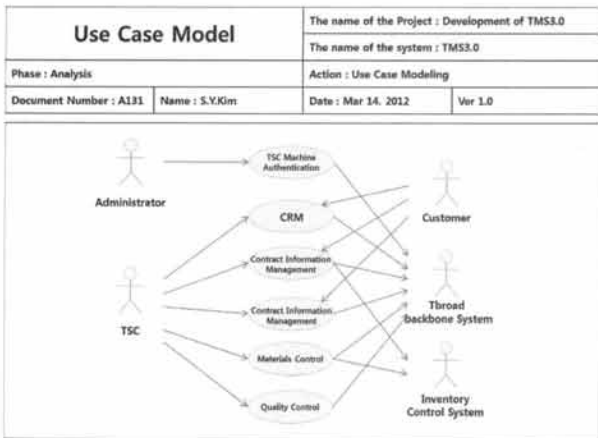 Use Case Model
The name of the Project : Development of TMS3.0
The name of the system : TMS3.0
Phase : Analysis
Action : Use Case Modeling
Document Number : A131
Name : S.Y.Kim
Date : Mar 14. 2012
Ver 1.0
TSC Machine
Authentication
Administrator
CRM
Customer
Contract Information
Management
Tbroad
backbone System
TSC
Contract Information
Management
Materials Control
Inventory
Control System
Quality Control